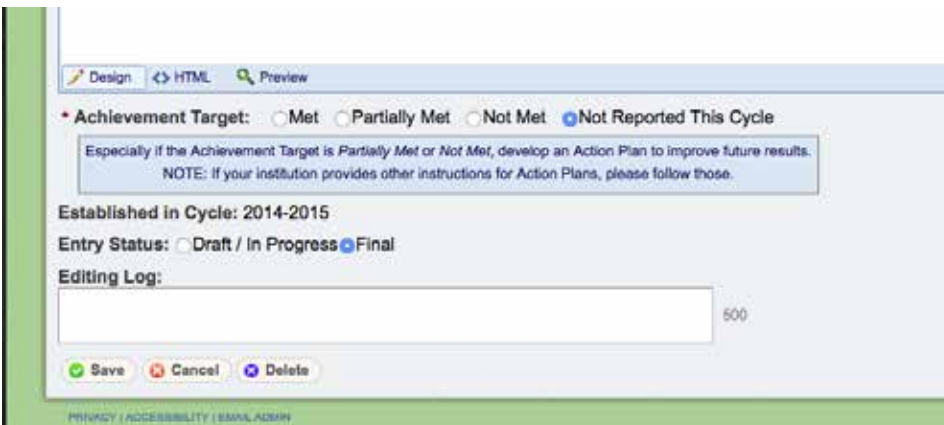 Design <> HTML Preview
* Achievement Target: Met Partially Met Not Met Not Reported This Cycle
Especially if the Achievement Target is Partially Met or Not Met, develop an Action Plan to improve future results.
NOTE: If your institution provides other instructions for Action Plans, please follow those.
Established in Cycle: 2014-2015
Entry Status: Draft / In Progress Final
Editing Log:
500
Save Cancel Delete
PRIVACY | ACCESSIBILITY | EMAIL ADMIN